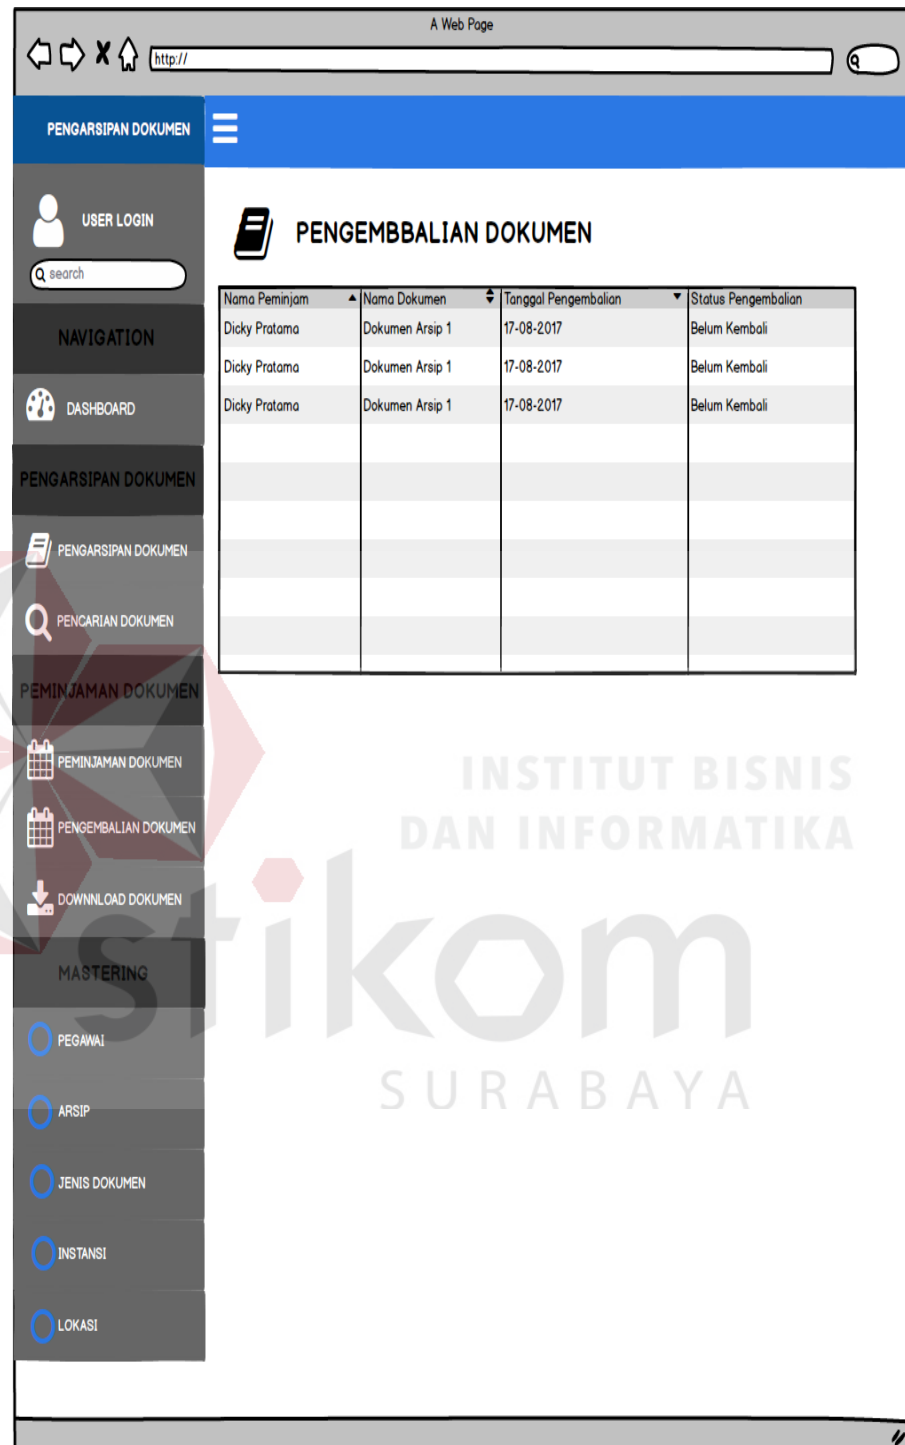 A Web Page
http://
PENGARSIPAN DOKUMEN
USER LOGIN
search
NAVIGATION
DASHBOARD
PENGARSIPAN DOKUMEN
PENGARSIPAN DOKUMEN
PENCARIAN DOKUMEN
PEMINJAMAN DOKUMEN
PEMINJAMAN DOKUMEN
PENGEMBALIAN DOKUMEN
DOWNNLOAD DOKUMEN
MASTERING
PEGAWAI
ARSIP
JENIS DOKUMEN
INSTANSI
LOKASI
PENGEMBBALIAN DOKUMEN
Nama Peminjam Nama Dokumen Tanggal Pengembalian Status Pengembalian
Dicky Pratama Dokumen Arsip 1 17-08-2017 Belum Kembali
Dicky Pratama Dokumen Arsip 1 17-08-2017 Belum Kembali
Dicky Pratama Dokumen Arsip 1 17-08-2017 Belum Kembali
INSTITUT BISNIS
DAN INFORMATIKA
stikom
SURABAYA